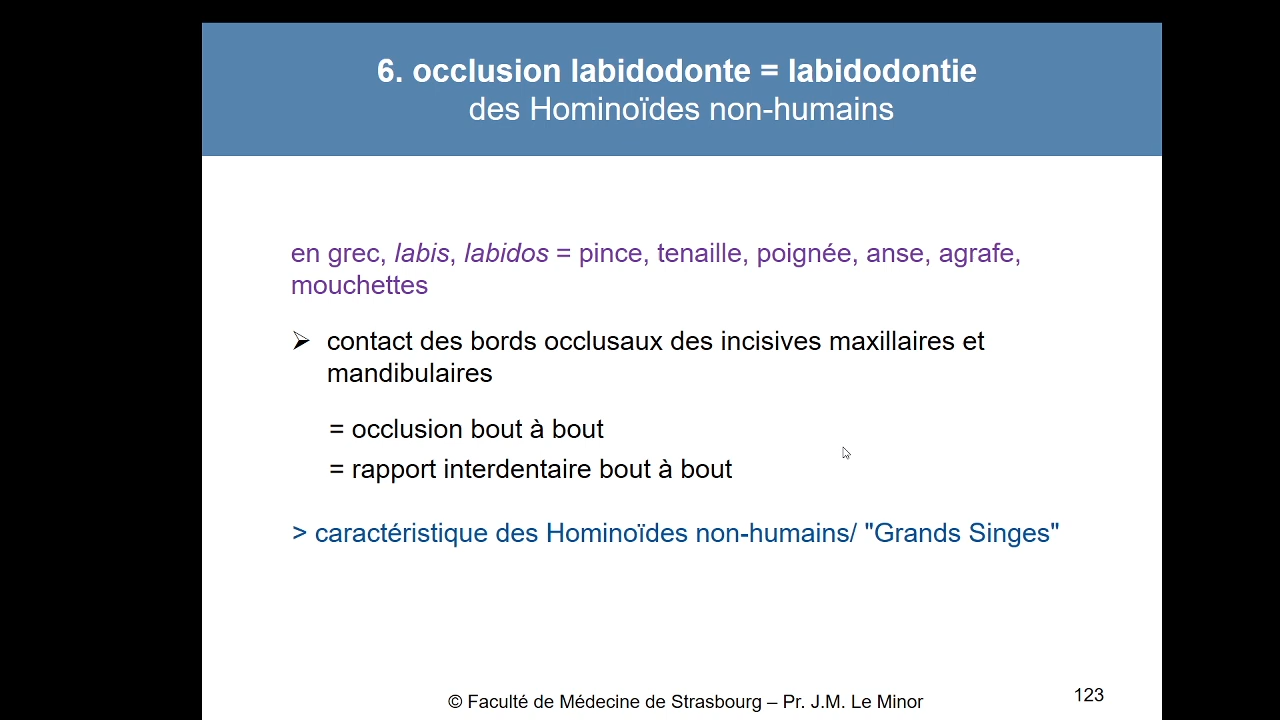 6. occlusion labidodonte = labidodontie
des Hominoïdes non-humains
en grec, labis, labidos = pince, tenaille, poignée, anse, agrafe,
mouchettes
➢ contact des bords occlusaux des incisives maxillaires et
mandibulaires
= occlusion bout à bout
= rapport interdentaire bout à bout
> caractéristique des Hominoïdes non-humains/ "Grands Singes"
© Faculté de Médecine de Strasbourg – Pr. J.M. Le Minor
123